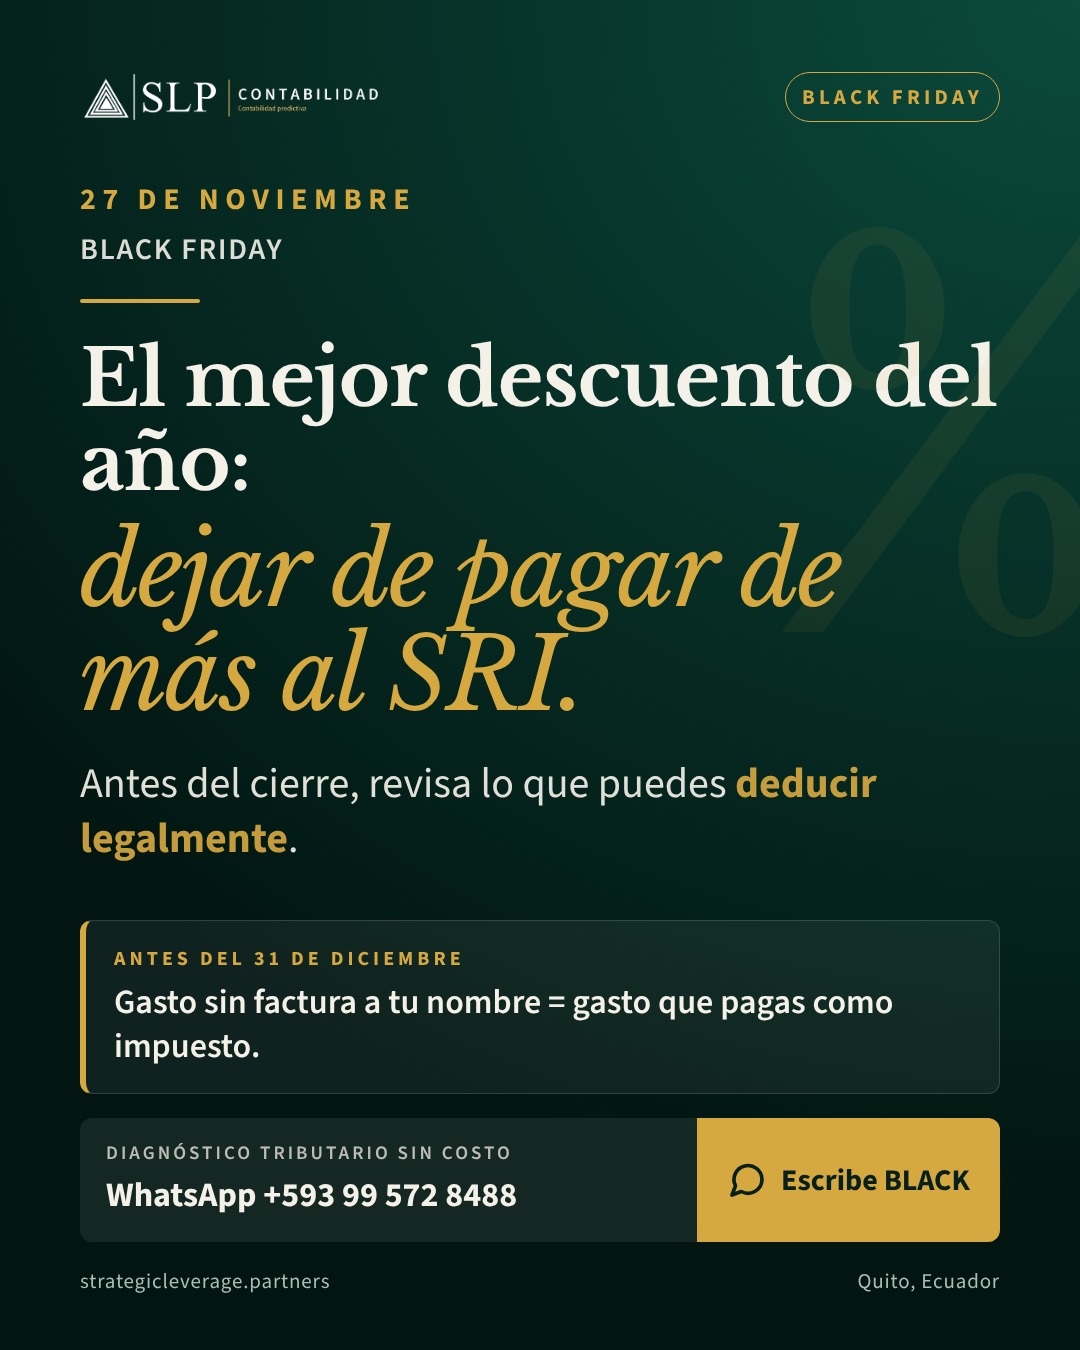 SLP
CONTABILIDAD
Contabilidad predictiva
BLACK FRIDAY
27 DE NOVIEMBRE
BLACK FRIDAY
%
El mejor descuento del
año:
dejar de pagar de
más al SRI.
Antes del cierre, revisa lo que puedes deducir
legalmente.
ANTES DEL 31 DE DICIEMBRE
Gasto sin factura a tu nombre = gasto que pagas como
impuesto.
DIAGNÓSTICO TRIBUTARIO SIN COSTO
WhatsApp +593 99 572 8488
Escribe BLACK
strategicleverage.partners
Quito, Ecuador